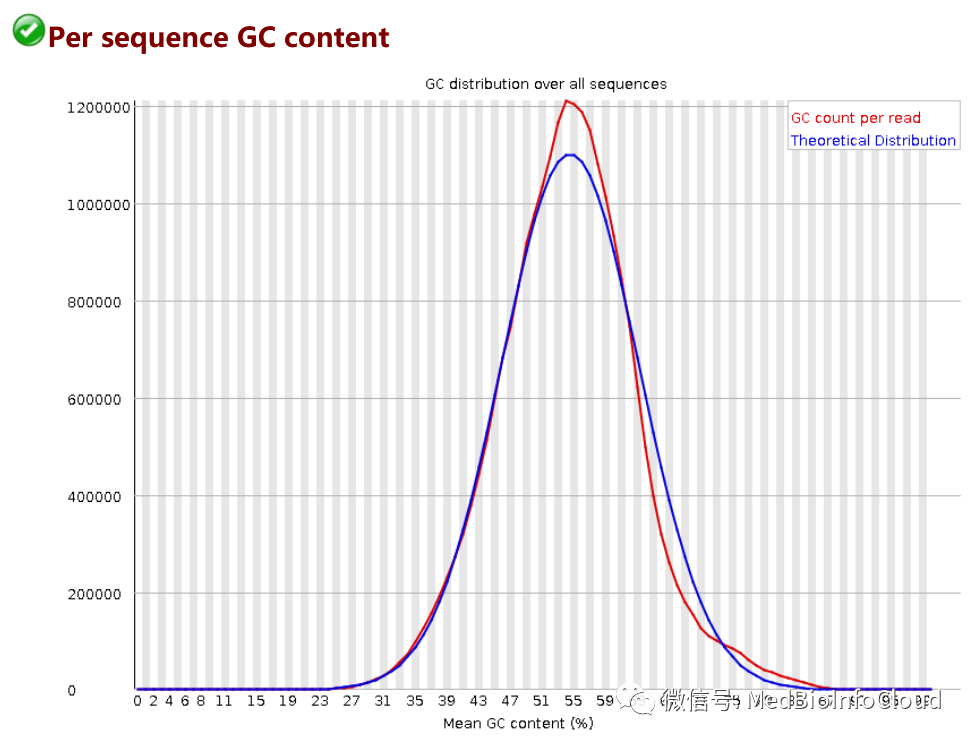 Per sequence GC content
GC distribution over all sequences
GC count per read
Theoretical Distribution
1200000
1000000
800000
600000
400000
200000
0
0 2 4 6 8 11 15 19 23 27 31 35 39 43 47 51 55 59
微信号: MedBioInfoCloud
Mean GC content (%)